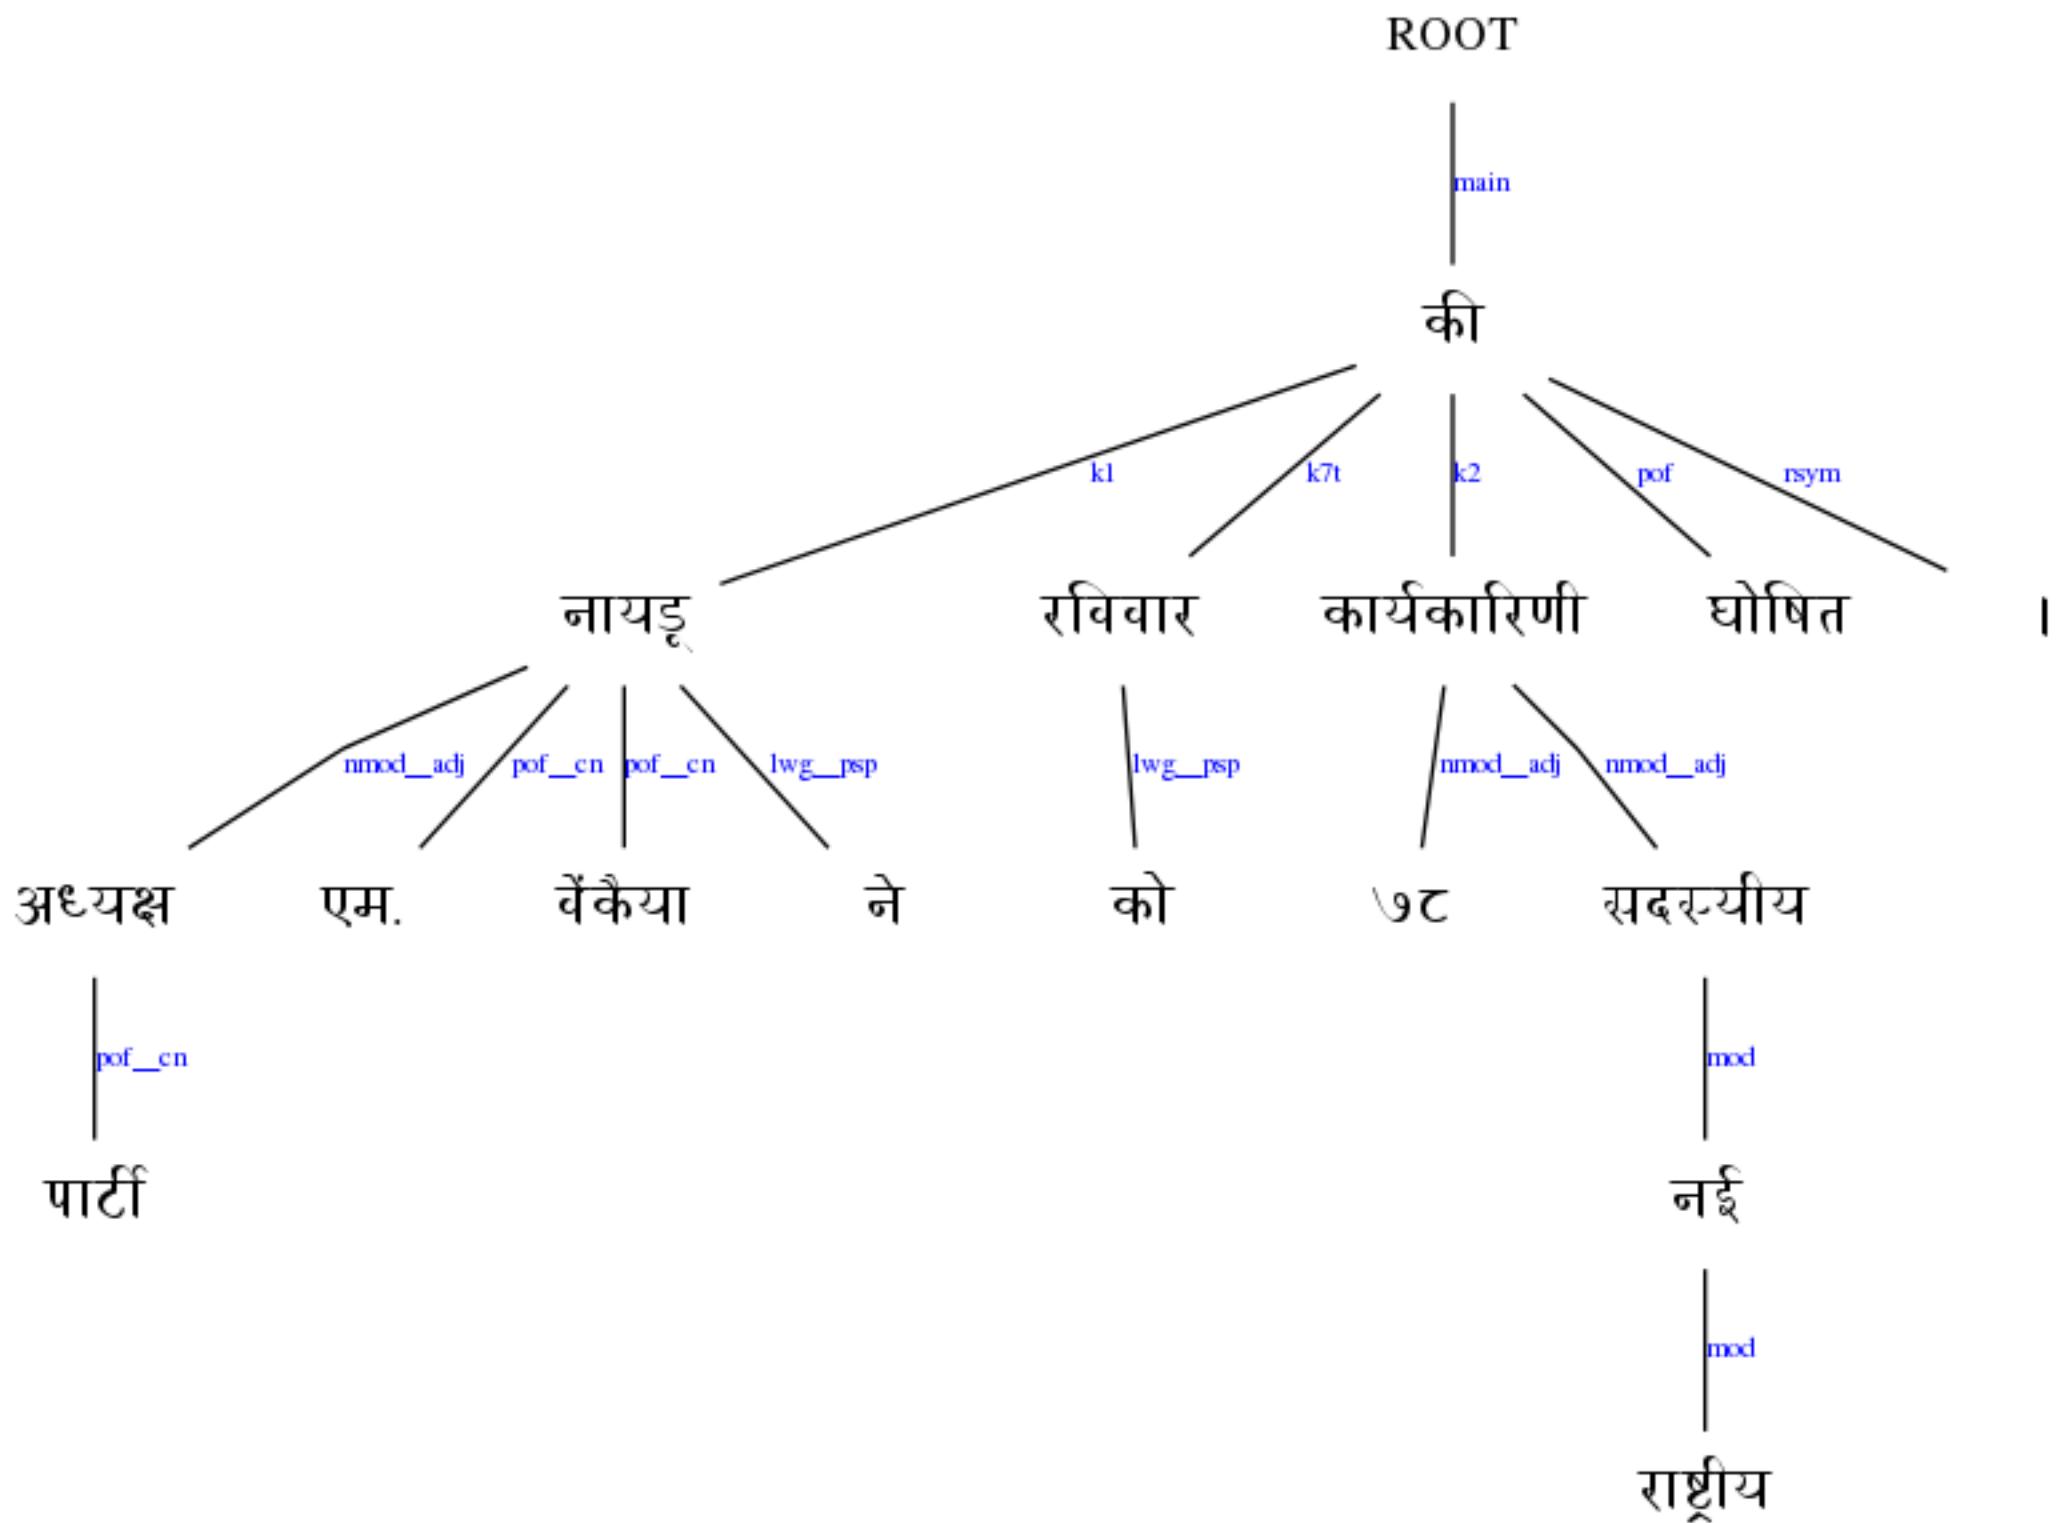 ROOT
main
की
k1 k7t k2 pof rsym
नायडू रविवार कार्यकारिणी घोषित ।
nmod__adj pof__cn pof__cn lwg__psp lwg__psp nmod__adj nmod__adj
अध्यक्ष एम. वेंकैया ने को ७८ सदस्यीय
pof__cn mod
पार्टी नई
mod
राष्ट्रीय